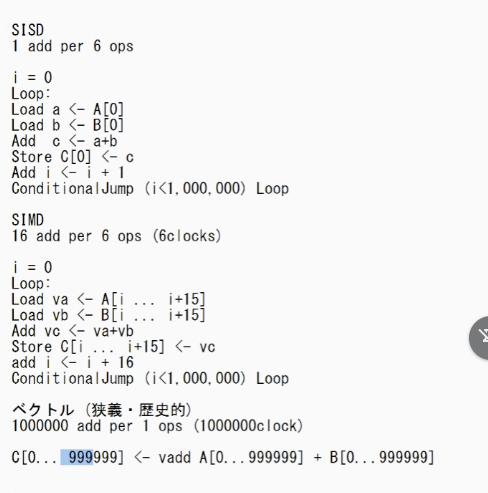 SISD
1 add per 6 ops
i = 0
Loop:
Load a <- A[0]
Load b <- B[0]
Add  c <- a+b
Store C[0] <- c
Add i <- i + 1
ConditionalJump (i<1,000,000) Loop
SIMD
16 add per 6 ops (6clocks)
i = 0
Loop:
Load va <- A[i ... i+15]
Load vb <- B[i ... i+15]
Add vc <- va+vb
Store C[i ... i+15] <- vc
add i <- i + 16
ConditionalJump (i<1,000,000) Loop
ベクトル (狭義・歴史的)
1000000 add per 1 ops (1000000clock)
C[0... 999999] <- vadd A[0...999999] + B[0...999999]